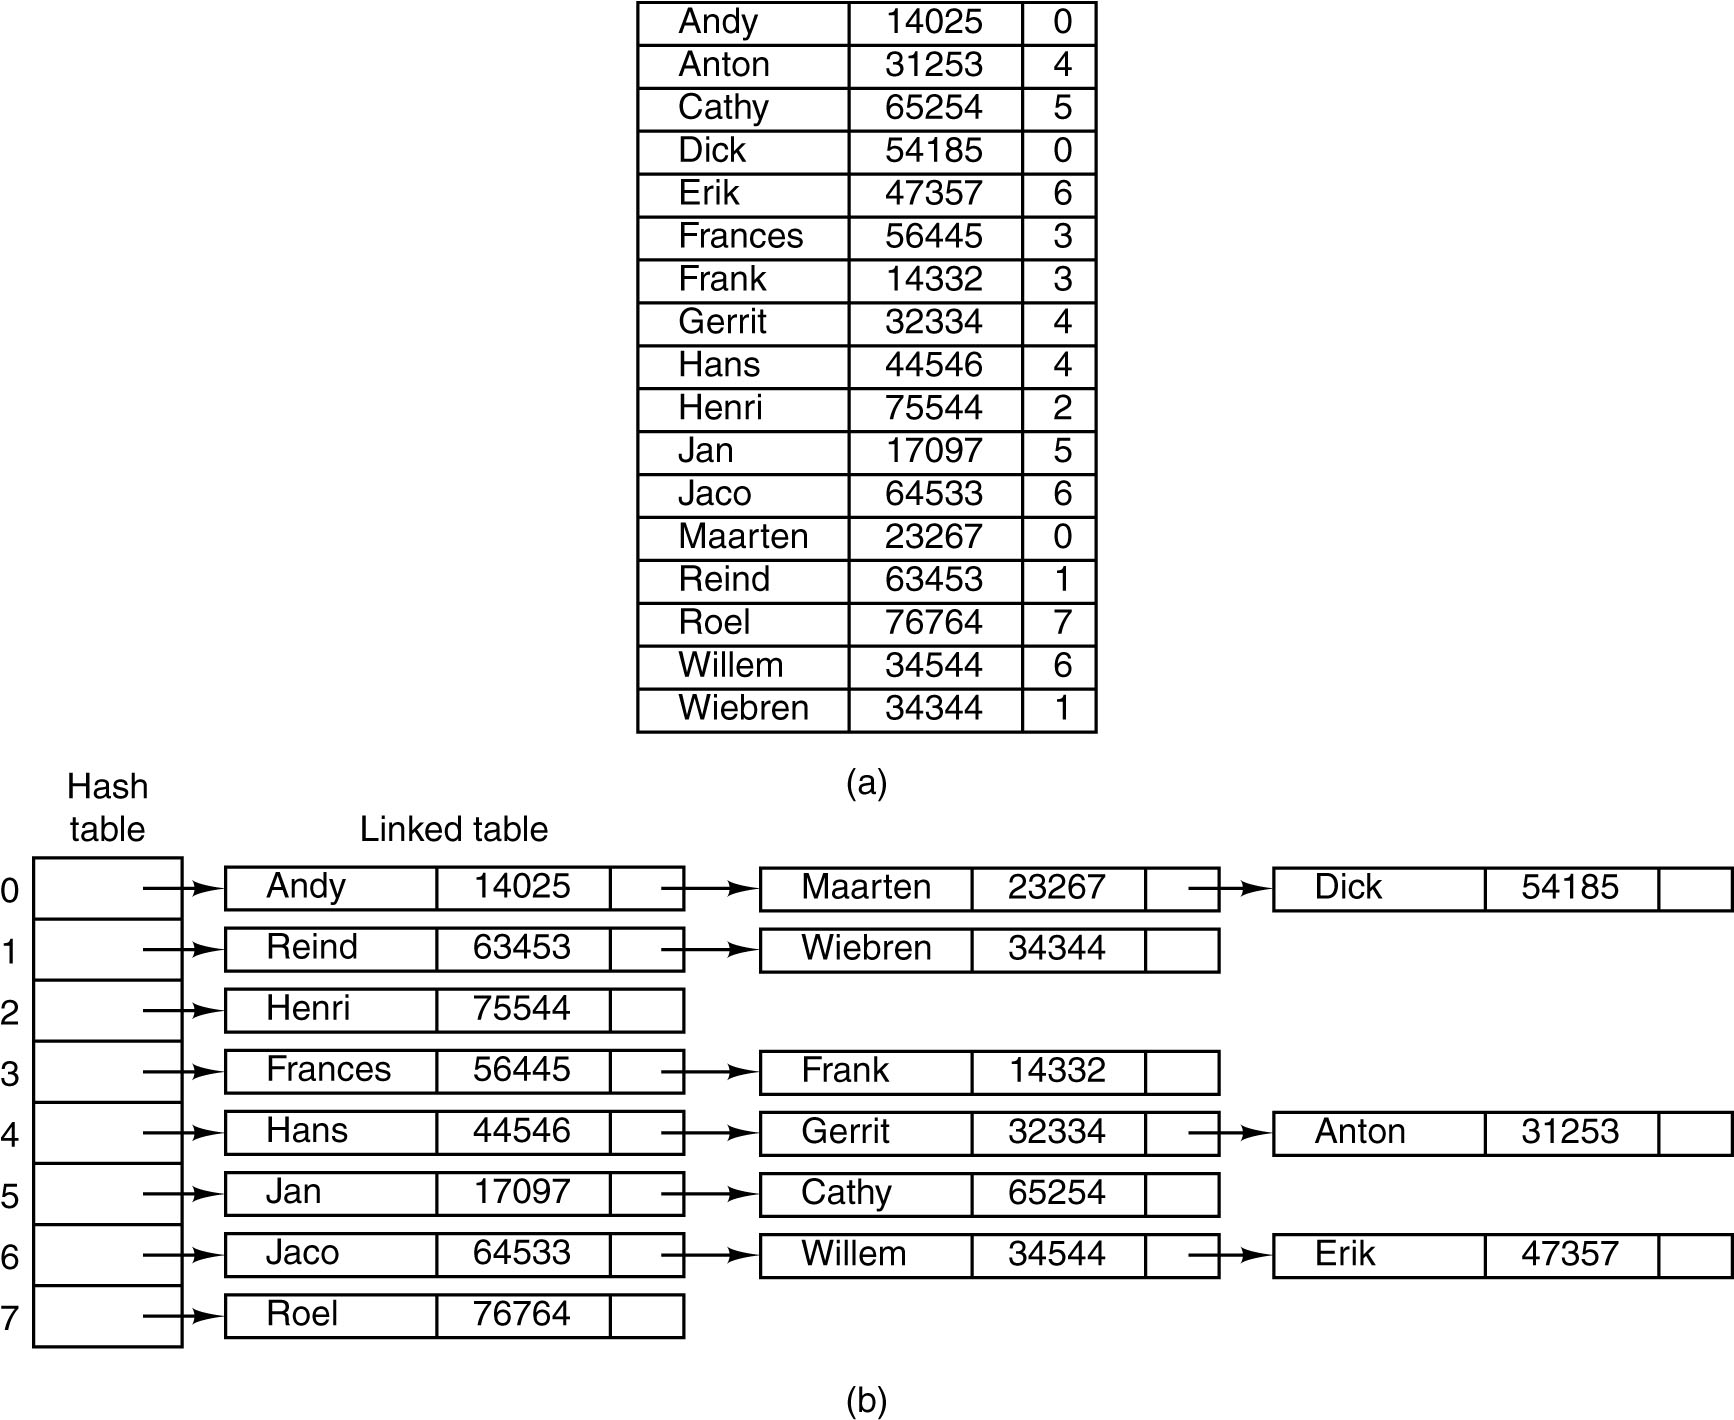 Andy 14025 0
Anton 31253 4
Cathy 65254 5
Dick 54185 0
Erik 47357 6
Frances 56445 3
Frank 14332 3
Gerrit 32334 4
Hans 44546 4
Henri 75544 2
Jan 17097 5
Jaco 64533 6
Maarten 23267 0
Reind 63453 1
Roel 76764 7
Willem 34544 6
Wiebren 34344 1
(a)
Hash
table
Linked table
0 Andy 14025 Maarten 23267 Dick 54185
1 Reind 63453 Wiebren 34344
2 Henri 75544
3 Frances 56445 Frank 14332
4 Hans 44546 Gerrit 32334 Anton 31253
5 Jan 17097 Cathy 65254
6 Jaco 64533 Willem 34544 Erik 47357
7 Roel 76764
(b)